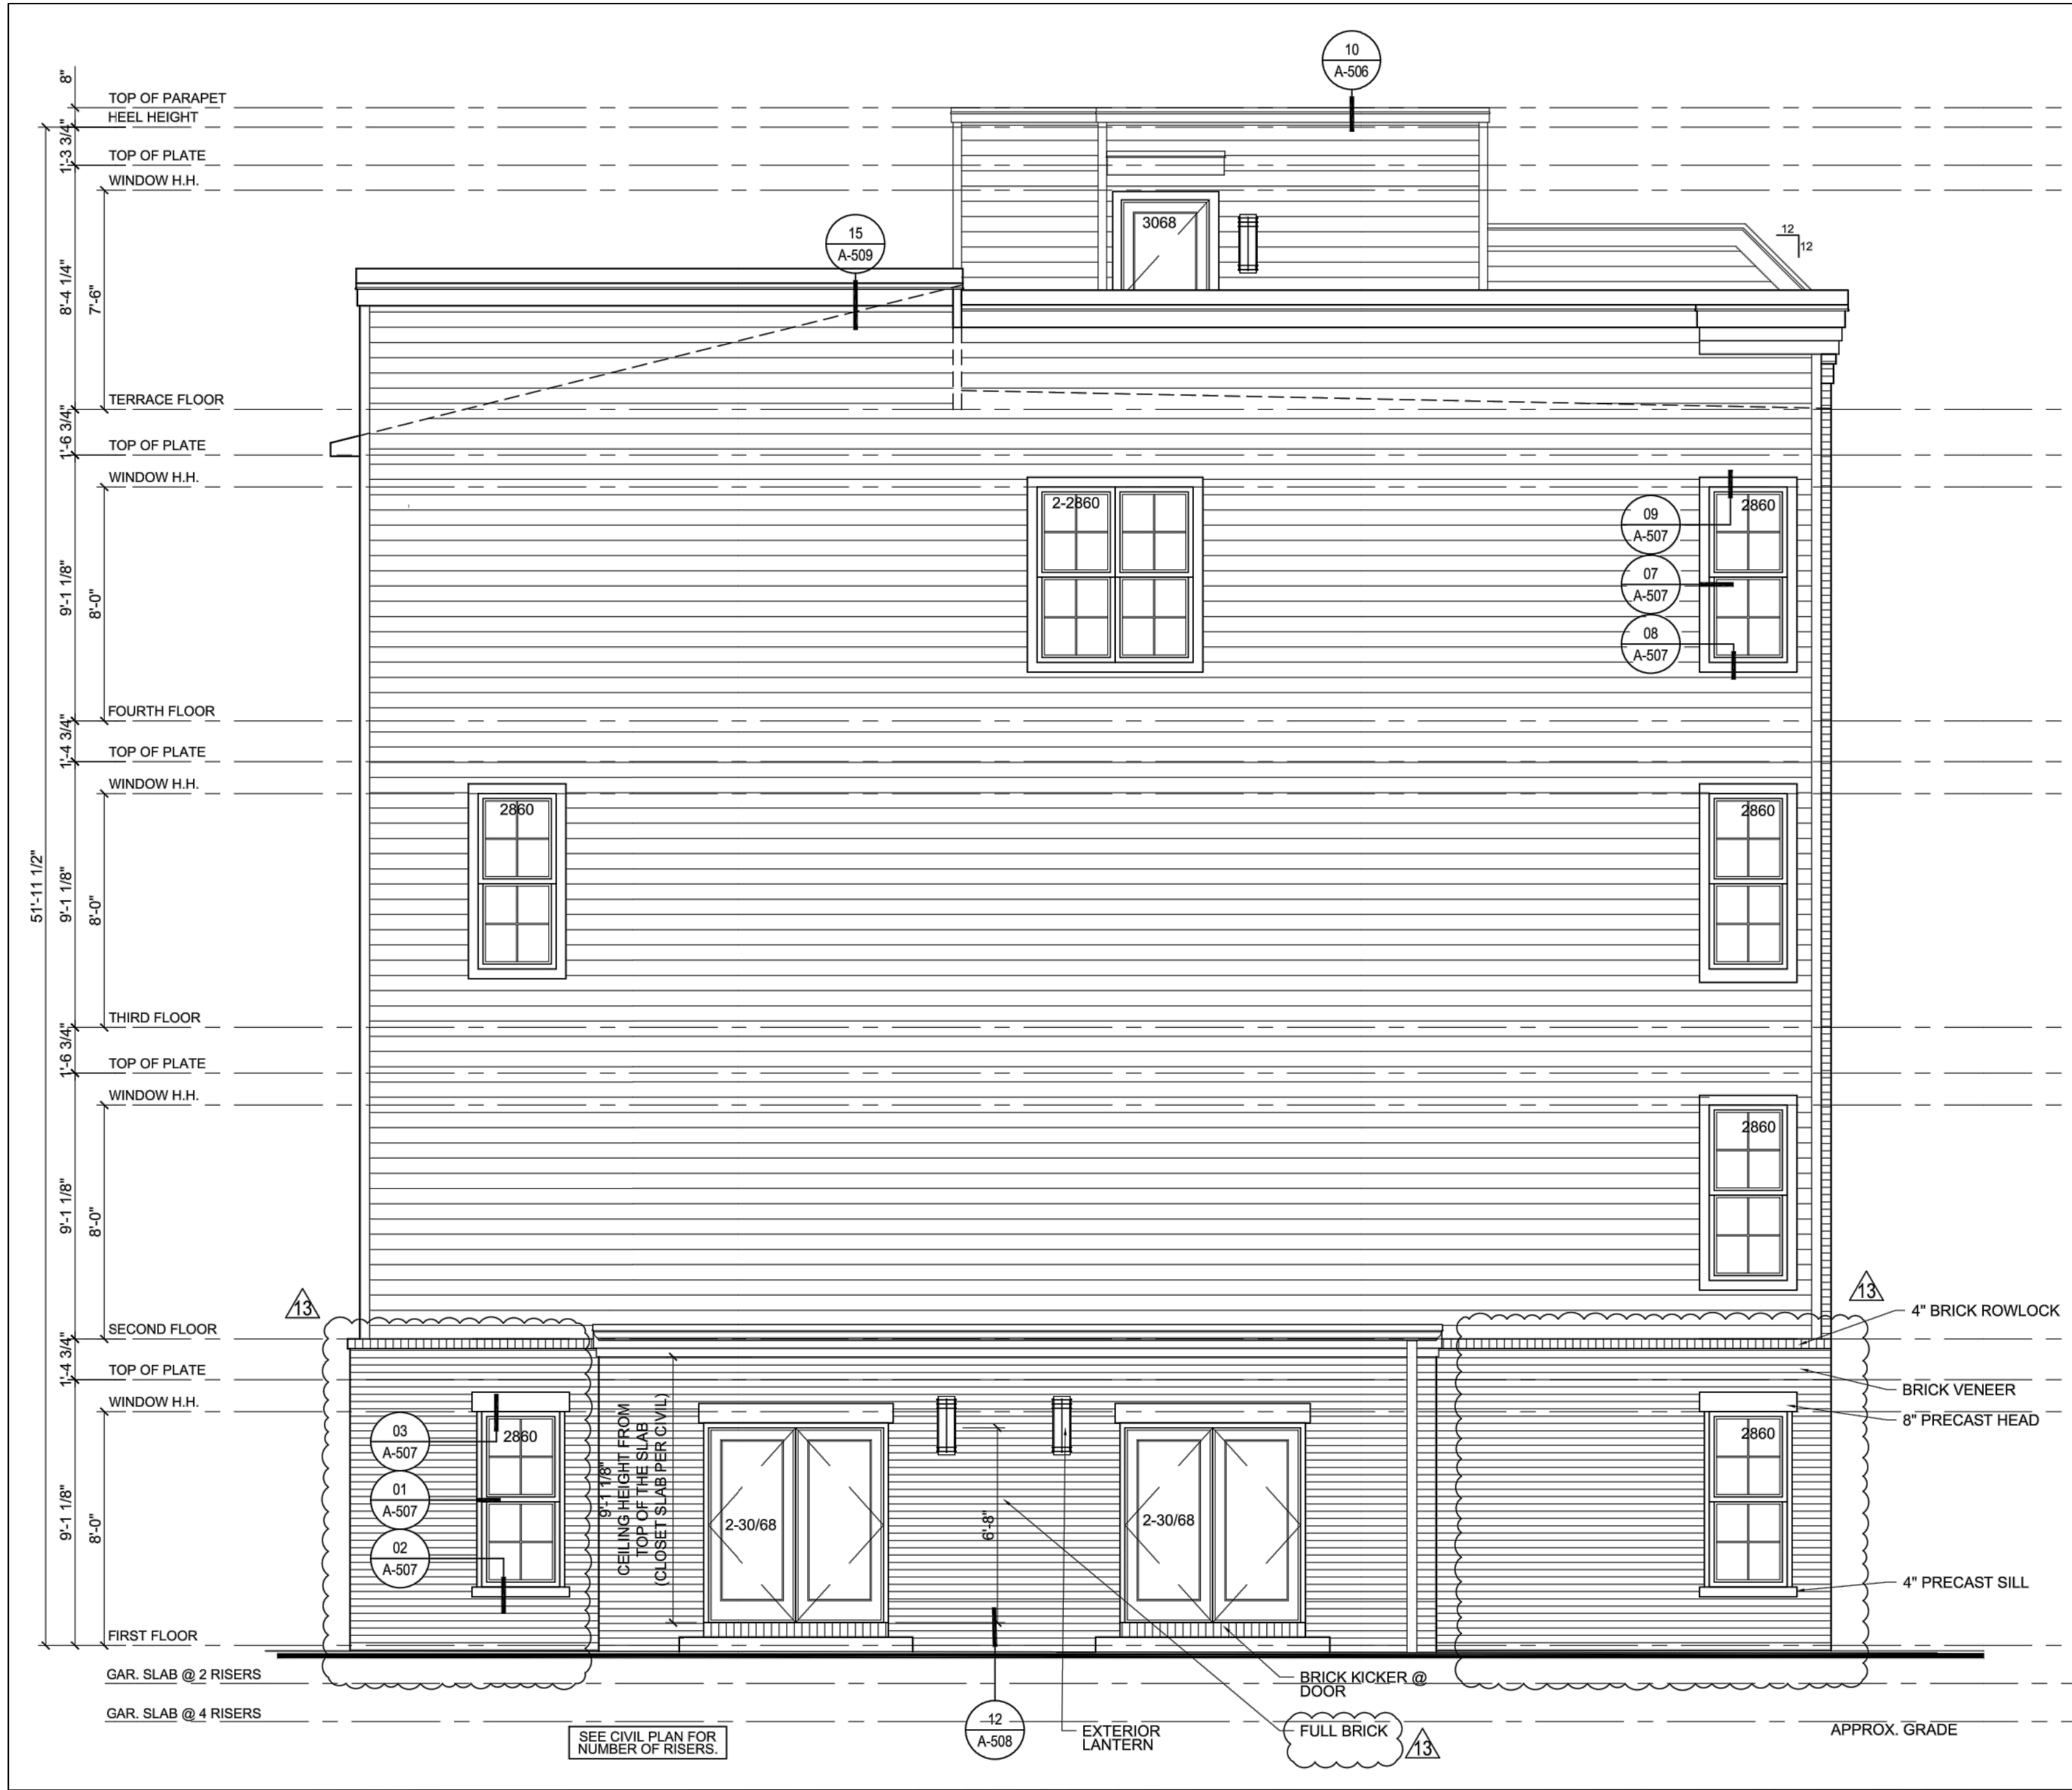 10
A-506
8"
TOP OF PARAPET
HEEL HEIGHT
1'-3 3/4"
TOP OF PLATE
WINDOW H.H.
3068
15
A-509
12
12
8'-4 1/4"
7'-6"
TERRACE FLOOR
1'-6 3/4"
TOP OF PLATE
WINDOW H.H.
2-2860
2860
09
A-507
07
A-507
08
A-507
9'-1 1/8"
8'-0"
FOURTH FLOOR
1'-4 3/4"
TOP OF PLATE
WINDOW H.H.
2860
2860
51'-11 1/2"
9'-1 1/8"
8'-0"
THIRD FLOOR
1'-6 3/4"
TOP OF PLATE
WINDOW H.H.
2860
9'-1 1/8"
8'-0"
13
13
4" BRICK ROWLOCK
SECOND FLOOR
1'-4 3/4"
TOP OF PLATE
BRICK VENEER
WINDOW H.H.
8" PRECAST HEAD
03
A-507
2860
2860
01
A-507
02
A-507
9'-1 1/8"
8'-0"
9'-1 1/8"
CEILING HEIGHT FROM
TOP OF THE SLAB
(CLOSET SLAB PER CIVIL)
2-30/68
6'-8"
2-30/68
4" PRECAST SILL
FIRST FLOOR
GAR. SLAB @ 2 RISERS
BRICK KICKER @
DOOR
GAR. SLAB @ 4 RISERS
SEE CIVIL PLAN FOR
NUMBER OF RISERS.
12
A-508
EXTERIOR
LANTERN
FULL BRICK
13
APPROX. GRADE